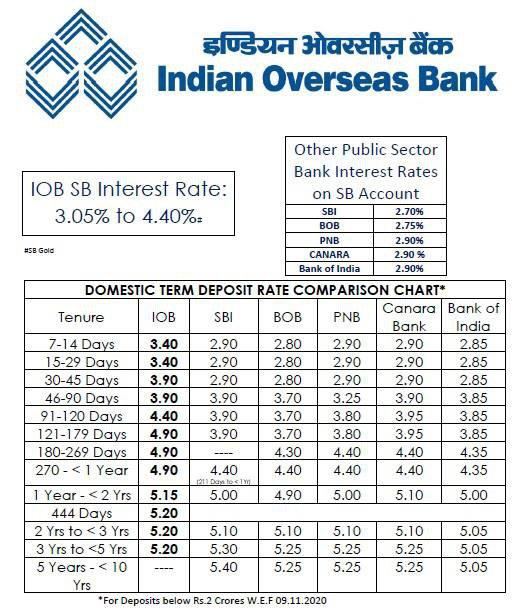 इण्डियन ओवरसीज़ बैंक
Indian Overseas Bank
IOB SB Interest Rate:
3.05% to 4.40%
#SB Gold
Other Public Sector
Bank Interest Rates
on SB Account
SBI 2.70%
BOB 2.75%
PNB 2.90%
CANARA 2.90 %
Bank of India 2.90%
DOMESTIC TERM DEPOSIT RATE COMPARISON CHART*
Tenure IOB SBI BOB PNB Canara Bank Bank of India
7-14 Days 3.40 2.90 2.80 2.90 2.90 2.85
15-29 Days 3.40 2.90 2.80 2.90 2.90 2.85
30-45 Days 3.90 2.90 2.80 2.90 2.90 2.85
46-90 Days 3.90 3.90 3.70 3.25 3.90 3.85
91-120 Days 4.40 3.90 3.70 3.80 3.95 3.85
121-179 Days 4.90 3.90 3.70 3.80 3.95 3.85
180-269 Days 4.90 ---- 4.30 4.40 4.40 4.35
270 - < 1 Year 4.90 4.40 4.40 4.40 4.40 4.35
(211 Days to < 1Yr)
1 Year - < 2 Yrs 5.15 5.00 4.90 5.00 5.10 5.00
444 Days 5.20
2 Yrs to < 3 Yrs 5.20 5.10 5.10 5.10 5.10 5.05
3 Yrs to <5 Yrs 5.20 5.30 5.25 5.25 5.25 5.05
5 Years - < 10 Yrs ---- 5.40 5.25 5.25 5.25 5.05
*For Deposits below Rs.2 Crores W.E.F 09.11.2020